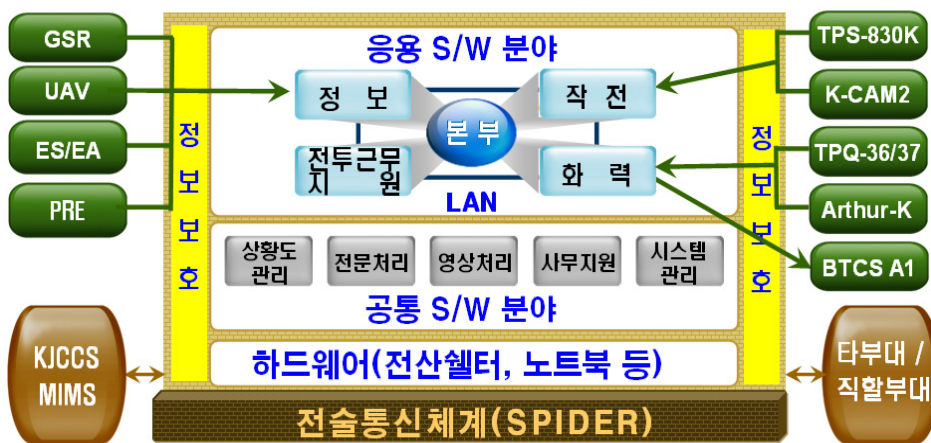 GSR
UAV
ES/EA
PRE
KJCCS
MIMS
정
보
보
호
응용 S/W 분야
정 보
작 전
본 부
전투근무
지 원
화 력
LAN
상황도
관리
전문처리
영상처리
사무지원
시스템
관리
공통 S/W 분야
하드웨어(전산쉘터, 노트북 등)
전술통신체계(SPIDER)
정
보
보
호
TPS-830K
K-CAM2
TPQ-36/37
Arthur-K
BTCS A1
타부대 /
직할부대